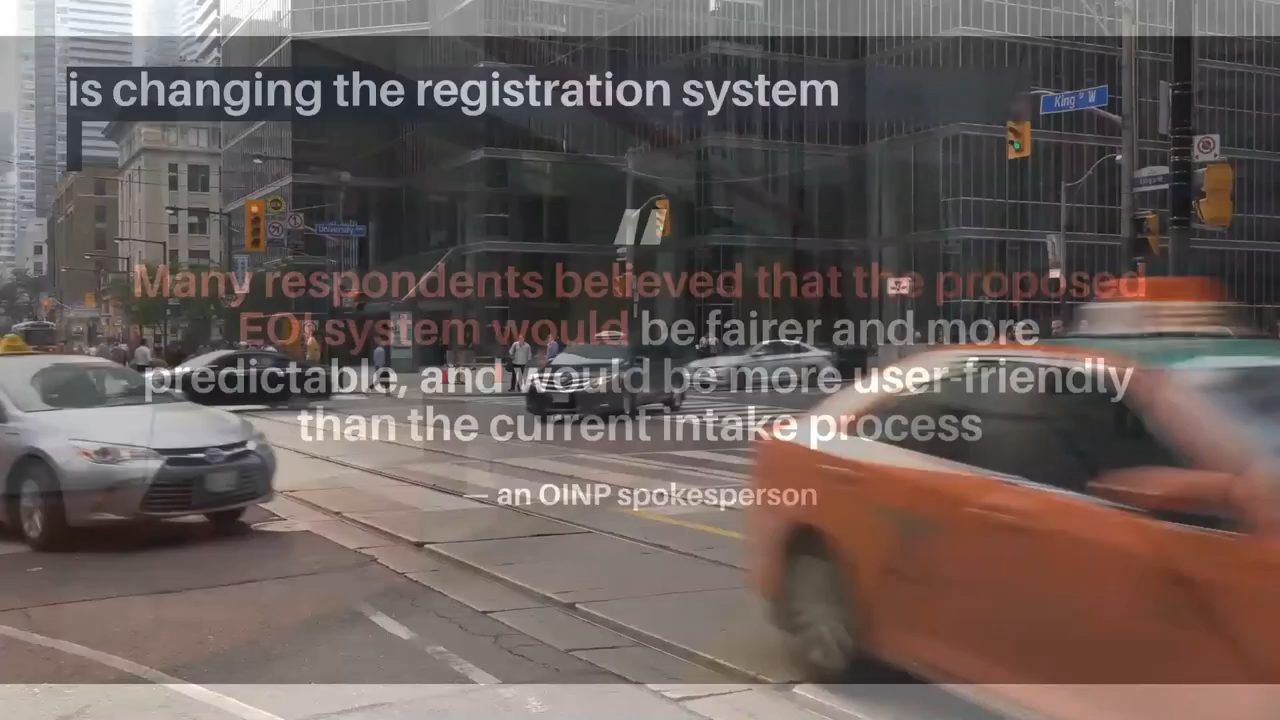 is changing the registration system
King St W
University Av
Many respondents believed that the proposed
EOI system would be fairer and more
predictable, and would be more user-friendly
than the current intake process
— an OINP spokesperson